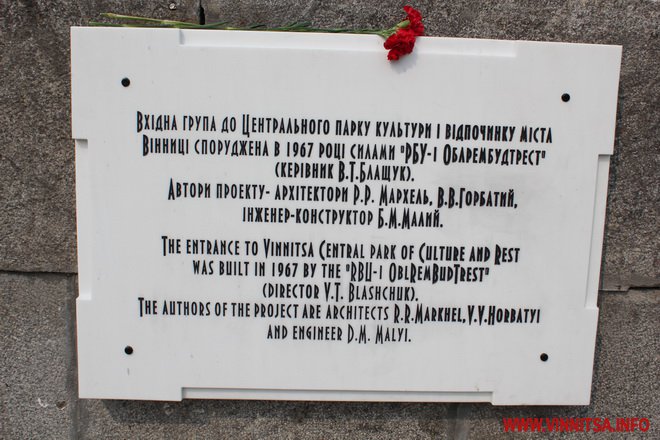 Вхідна група до Центрального парку культури і відпочинку міста
Вінниці споруджена в 1967 році силами "РБУ-1 Обарембудтрест"
(керівник В.Т.Блащук).
Автори проекту- архітектори Р.Р. Мархель, В.В.Горбатий,
інженер-конструктор Б.М.Малий.
The entrance to Vinnitsa Central park of Culture and Rest
was built in 1967 by the "RBU-1 OblRemBudTrest"
(director V.T. Blashchuk).
The authors of the project are architects R.R.Markhel, V.V.Horbatyi
and engineer D.M. Malyi.
WWW.VINNITSA.INFO